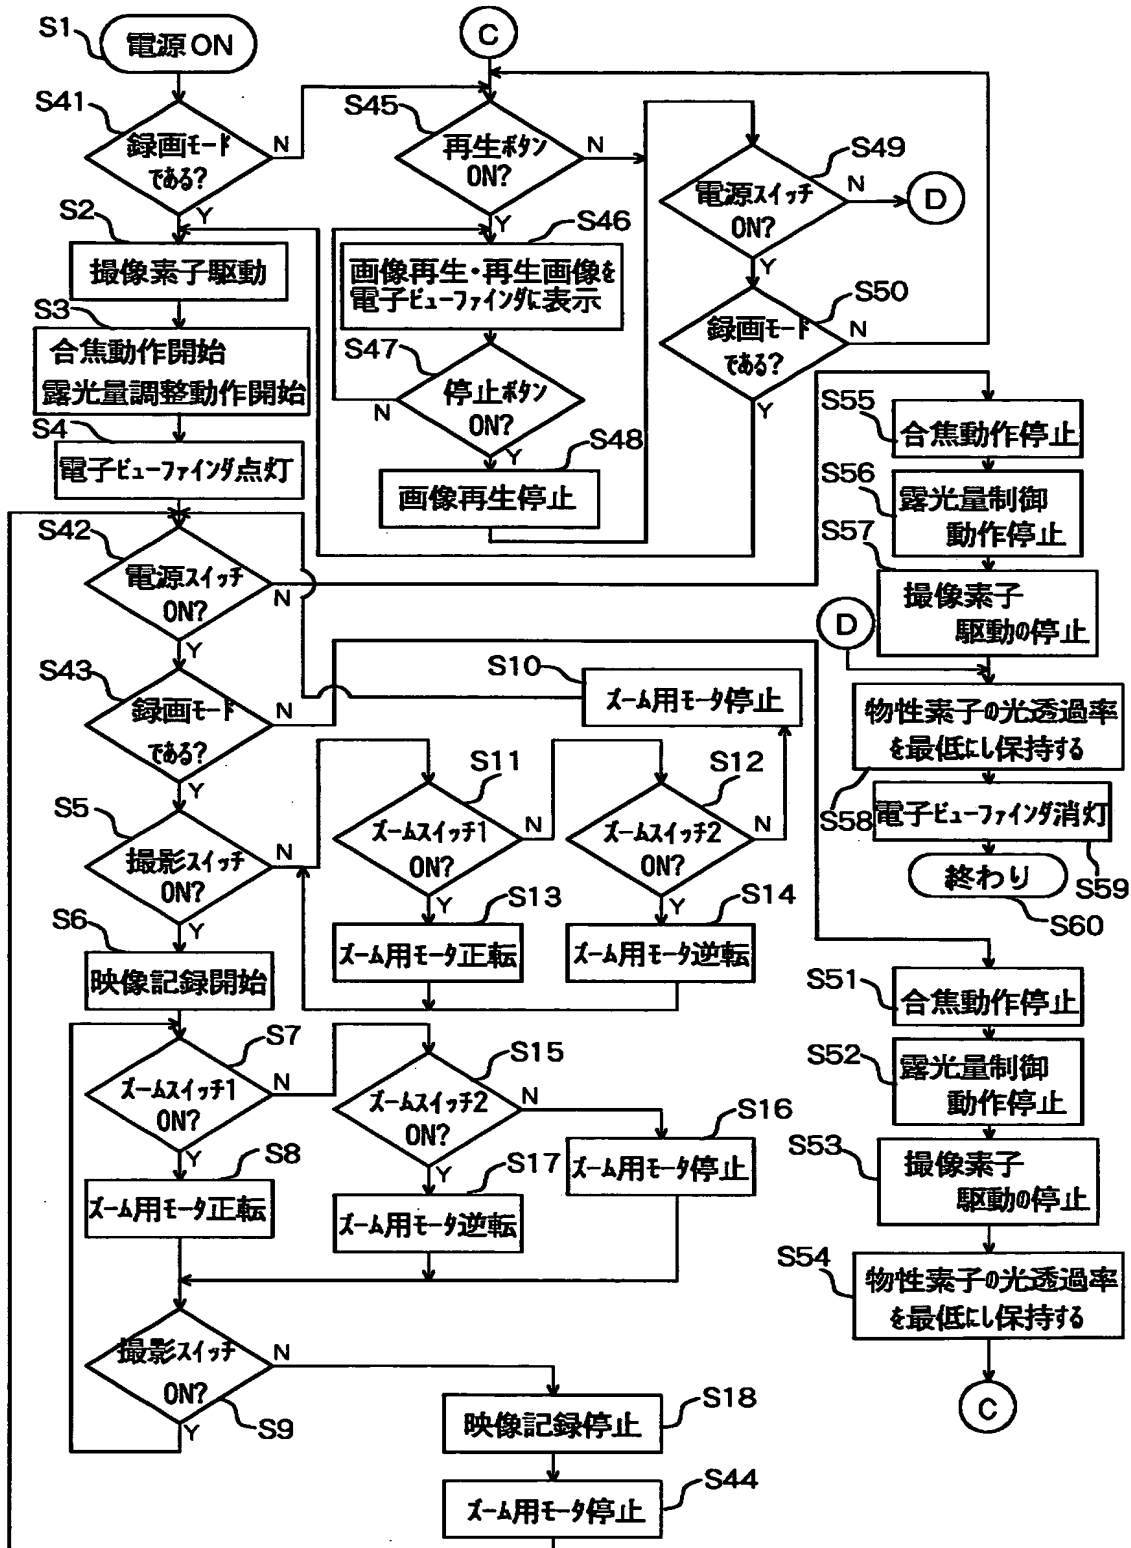 S1
電源ON
S41
録画モード
である?
N
Y
S2
撮像素子駆動
S3
合焦動作開始
露光量調整動作開始
S4
電子ビューファインダ点灯
S42
電源スイッチ
ON?
N
Y
S43
録画モード
である?
N
Y
S5
撮影スイッチ
ON?
N
Y
S6
映像記録開始
S7
ズームスイッチ1
ON?
N
Y
S8
ズーム用モータ正転
撮影スイッチ
ON?
N
Y
S9
C
S45
再生ボタン
ON?
N
Y
S46
画像再生・再生画像を
電子ビューファインダに表示
S47
停止ボタン
ON?
N
Y
S48
画像再生停止
S49
電源スイッチ
ON?
N
Y
D
S50
録画モード
である?
N
Y
S10
ズーム用モータ停止
S11
ズームスイッチ1
ON?
N
Y
S12
ズームスイッチ2
ON?
N
Y
S13
ズーム用モータ正転
S14
ズーム用モータ逆転
S15
ズームスイッチ2
ON?
N
Y
S16
ズーム用モータ停止
S17
ズーム用モータ逆転
S18
映像記録停止
S44
ズーム用モータ停止
S55
合焦動作停止
S56
露光量制御
動作停止
S57
撮像素子
駆動の停止
D
物性素子の光透過率
を最低にし保持する
S58
電子ビューファインダ消灯
S59
終わり
S60
S51
合焦動作停止
S52
露光量制御
動作停止
S53
撮像素子
駆動の停止
S54
物性素子の光透過率
を最低にし保持する
C